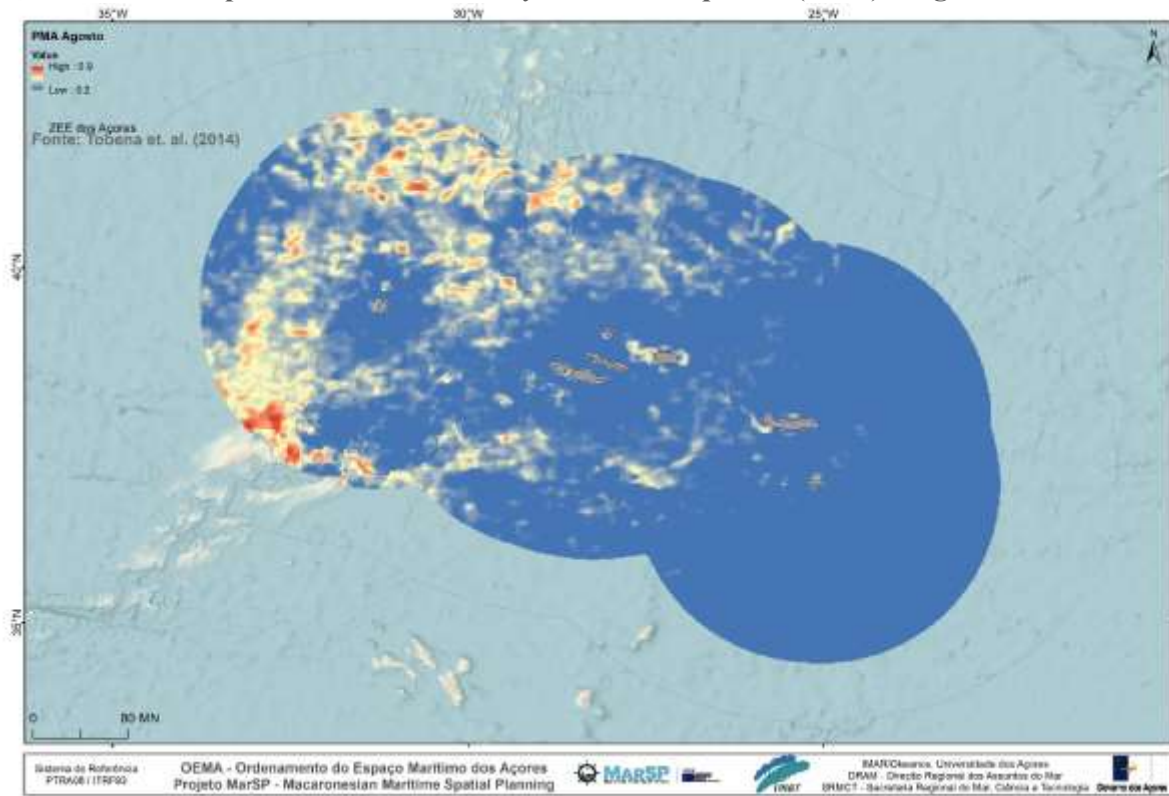 35°W 30°W 25°W
PMA Agosto
Value
High : 0.9
Low : 0.2
ZEE dos Açores
Fonte: Tobena et. al. (2014)
N
40°N
35°N
0 80 MN
Sistema de Referência
PTRA08 / ITRF93
OEMA - Ordenamento do Espaço Marítimo dos Açores
Projeto MarSP - Macaronesian Maritime Spatial Planning
MARSP
IMAR/Okeanos, Universidade dos Açores
DRAM - Direcção Regional dos Assuntos do Mar
SRMCT - Secretaria Regional do Mar, Ciência e Tecnologia
Governo dos Açores